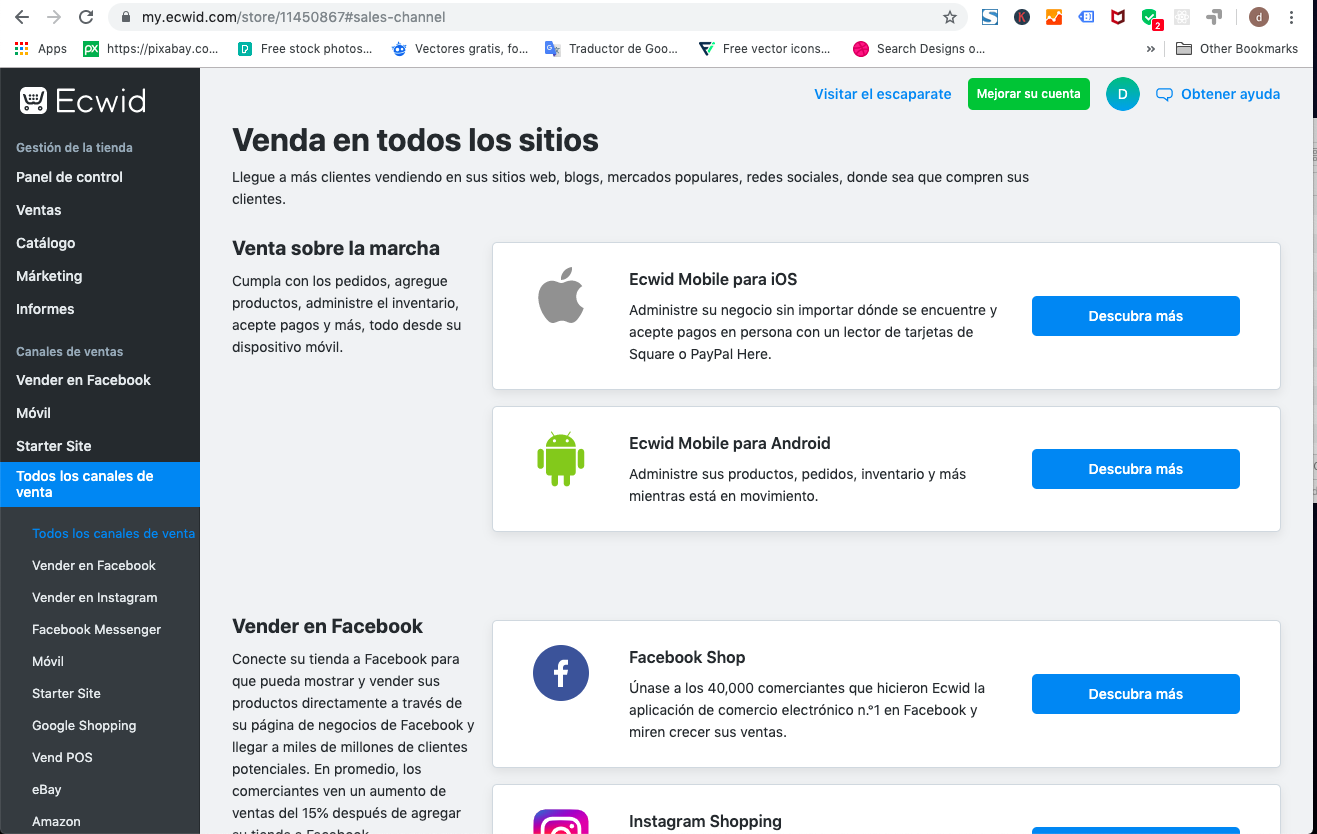 my.ecwid.com/store/11450867#sales-channel
2
d
Apps
https://pixabay.co...
Free stock photos...
Vectores gratis, fo...
Traductor de Goo...
Free vector icons...
Search Designs o...
»
Other Bookmarks
Ecwid
Gestión de la tienda
Panel de control
Ventas
Catálogo
Márketing
Informes
Canales de ventas
Vender en Facebook
Móvil
Starter Site
Todos los canales de
venta
Todos los canales de venta
Vender en Facebook
Vender en Instagram
Facebook Messenger
Móvil
Starter Site
Google Shopping
Vend POS
eBay
Amazon
Visitar el escaparate
Mejorar su cuenta
D
Obtener ayuda
Venda en todos los sitios
Llegue a más clientes vendiendo en sus sitios web, blogs, mercados populares, redes sociales, donde sea que compren sus
clientes.
Venta sobre la marcha
Cumpla con los pedidos, agregue
productos, administre el inventario,
acepte pagos y más, todo desde su
dispositivo móvil.
Ecwid Mobile para iOS
Administre su negocio sin importar dónde se encuentre y
acepte pagos en persona con un lector de tarjetas de
Square o PayPal Here.
Descubra más
Ecwid Mobile para Android
Administre sus productos, pedidos, inventario y más
mientras está en movimiento.
Descubra más
Vender en Facebook
Conecte su tienda a Facebook para
que pueda mostrar y vender sus
productos directamente a través de
su página de negocios de Facebook y
llegar a miles de millones de clientes
potenciales. En promedio, los
comerciantes ven un aumento de
ventas del 15% después de agregar
su tienda a Facebook.
Facebook Shop
Únase a los 40,000 comerciantes que hicieron Ecwid la
aplicación de comercio electrónico n.°1 en Facebook y
miren crecer sus ventas.
Descubra más
Instagram Shopping